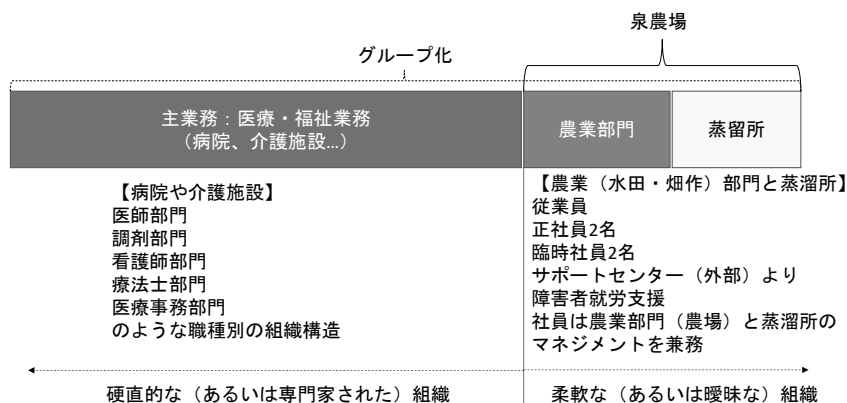 泉農場
グループ化
主業務：医療・福祉業務
（病院、介護施設…）
農業部門
蒸留所
【病院や介護施設】
医師部門
調剤部門
看護師部門
療法士部門
医療事務部門
のような職種別の組織構造
【農業（水田・畑作）部門と蒸溜所】
従業員
正社員2名
臨時社員2名
サポートセンター（外部）より
障害者就労支援
社員は農業部門（農場）と蒸溜所の
マネジメントを兼務
硬直的な（あるいは専門家された）組織
柔軟な（あるいは曖昧な）組織